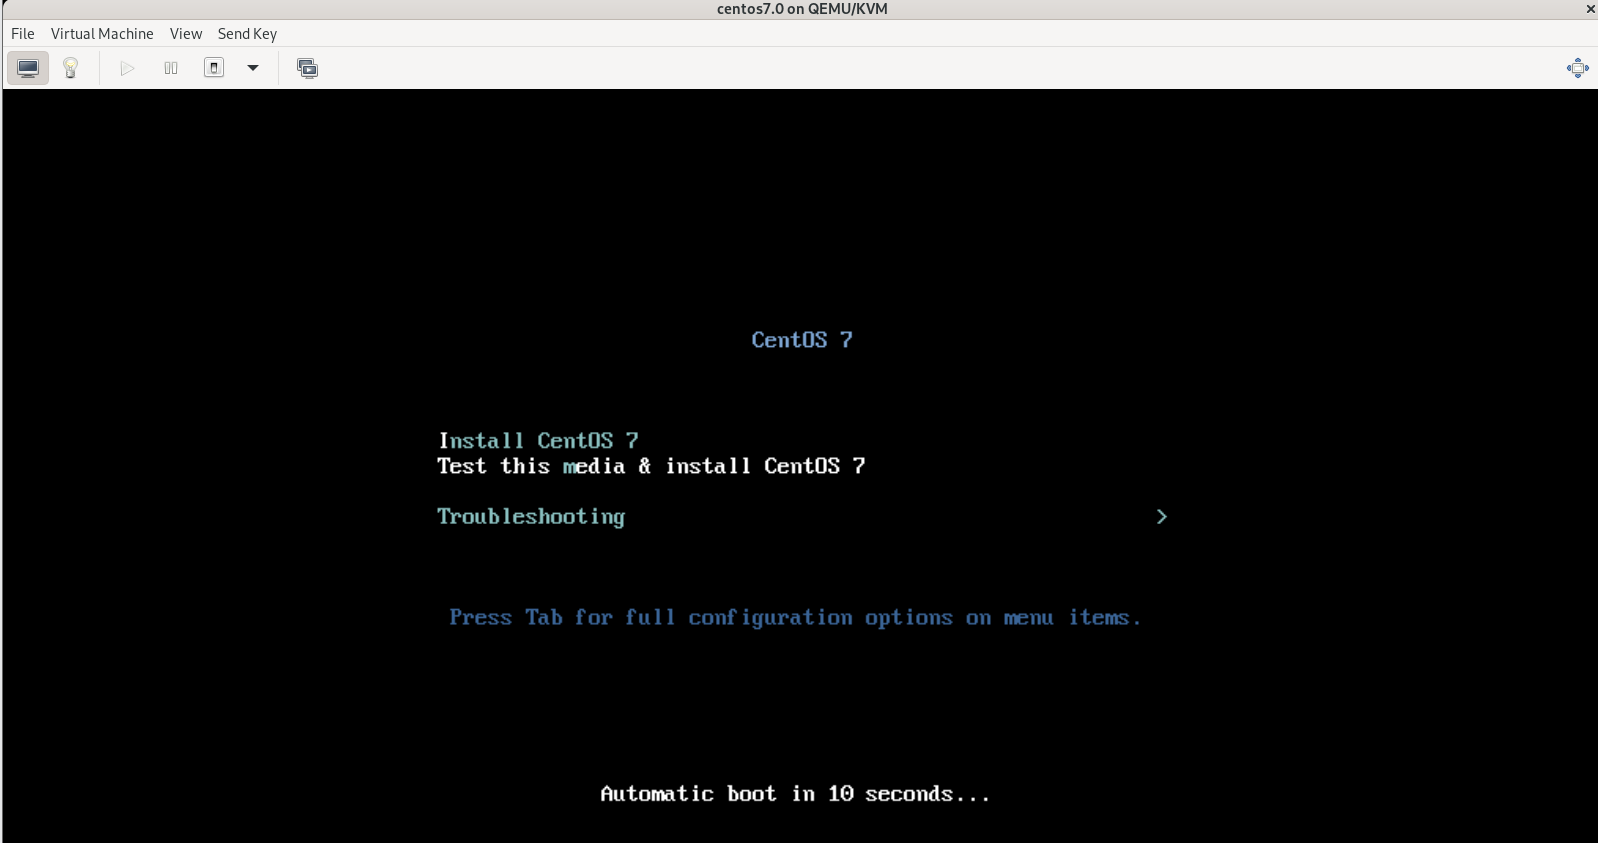 centos7.0 on QEMU/KVM
File Virtual Machine View Send Key
CentOS 7
Install CentOS 7
Test this media & install CentOS 7
Troubleshooting >
Press Tab for full configuration options on menu items.
Automatic boot in 10 seconds...